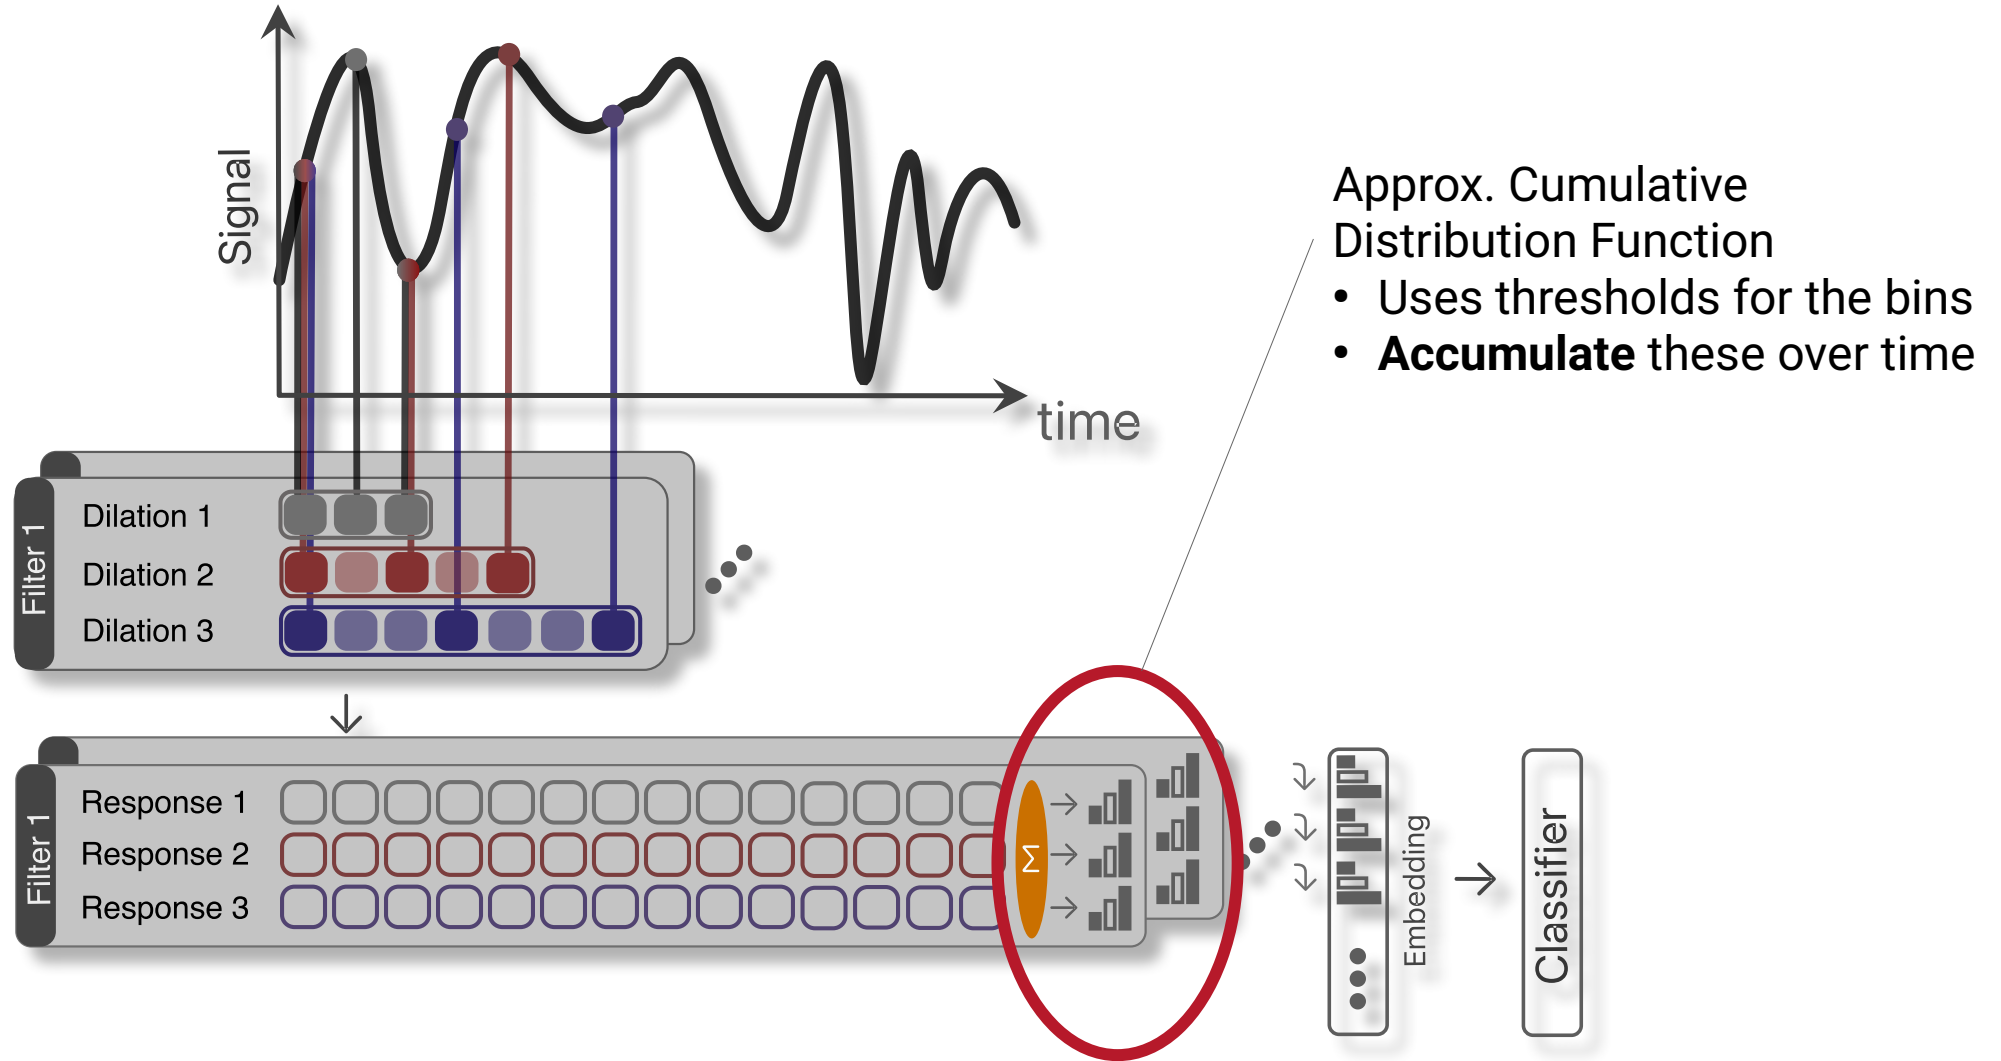 Signal
time
Approx. Cumulative
Distribution Function
• Uses thresholds for the bins
• Accumulate these over time
Filter 1
Dilation 1
Dilation 2
Dilation 3
Filter 1
Response 1
Response 2
Response 3
Σ
Embedding
Classifier